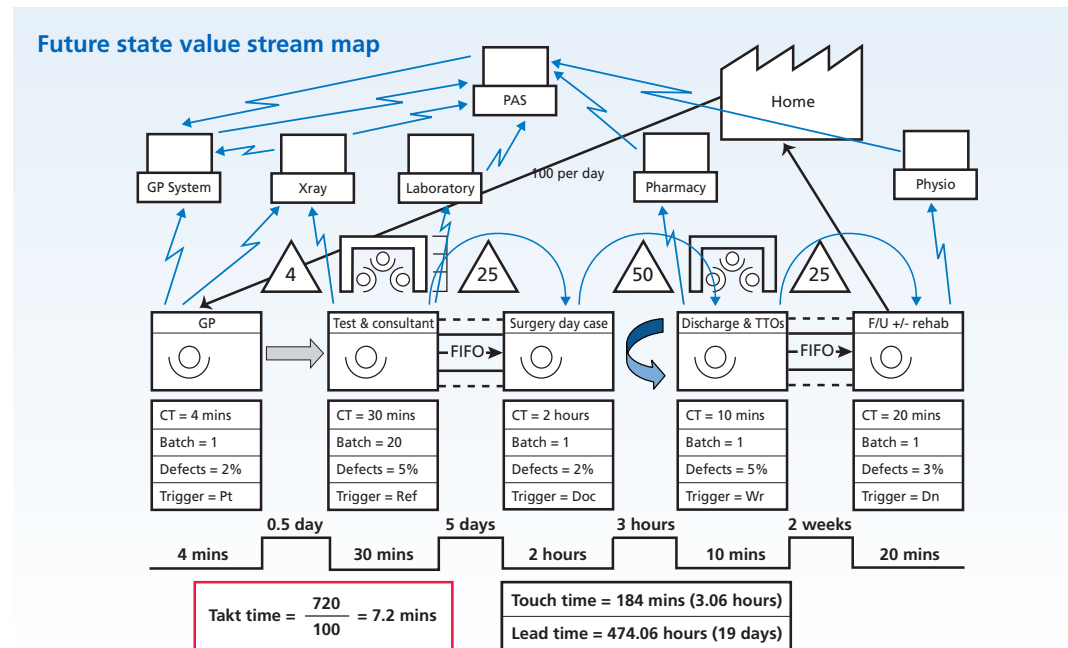 Future state value stream map
PAS
Home
GP System
Xray
Laboratory
Pharmacy
Physio
100 per day
4
25
50
25
GP
Test & consultant
Surgery day case
Discharge & TTOs
F/U +/- rehab
FIFO
FIFO
CT = 4 mins
Batch = 1
Defects = 2%
Trigger = Pt
CT = 30 mins
Batch = 20
Defects = 5%
Trigger = Ref
CT = 2 hours
Batch = 1
Defects = 2%
Trigger = Doc
CT = 10 mins
Batch = 1
Defects = 5%
Trigger = Wr
CT = 20 mins
Batch = 1
Defects = 3%
Trigger = Dn
0.5 day
5 days
3 hours
2 weeks
4 mins
30 mins
2 hours
10 mins
20 mins
Takt time = 720/100 = 7.2 mins
Touch time = 184 mins (3.06 hours)
Lead time = 474.06 hours (19 days)